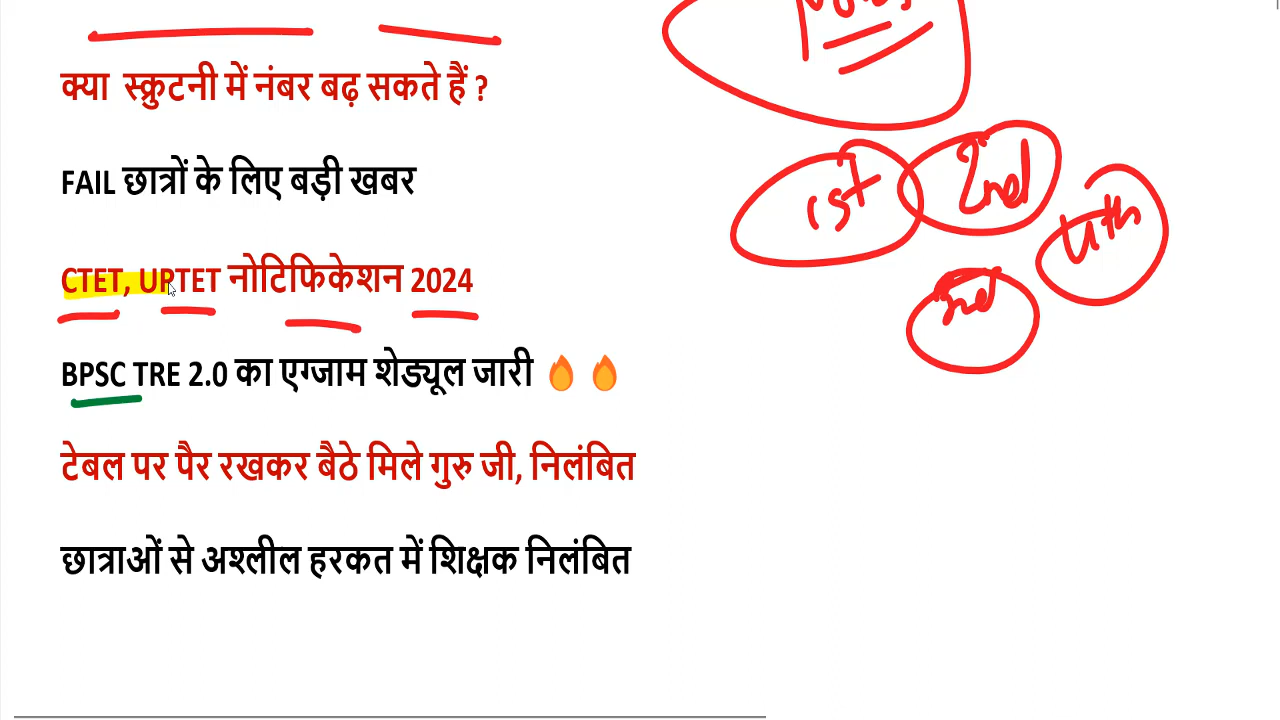 क्या स्क्रुटनी में नंबर बढ़ सकते हैं ?
FAIL छात्रों के लिए बड़ी खबर
CTET, UPTET नोटिफिकेशन 2024
BPSC TRE 2.0 का एग्जाम शेड्यूल जारी 🔥 🔥
टेबल पर पैर रखकर बैठे मिले गुरु जी, निलंबित
छात्राओं से अश्लील हरकत में शिक्षक निलंबित
1st
2nd
4th